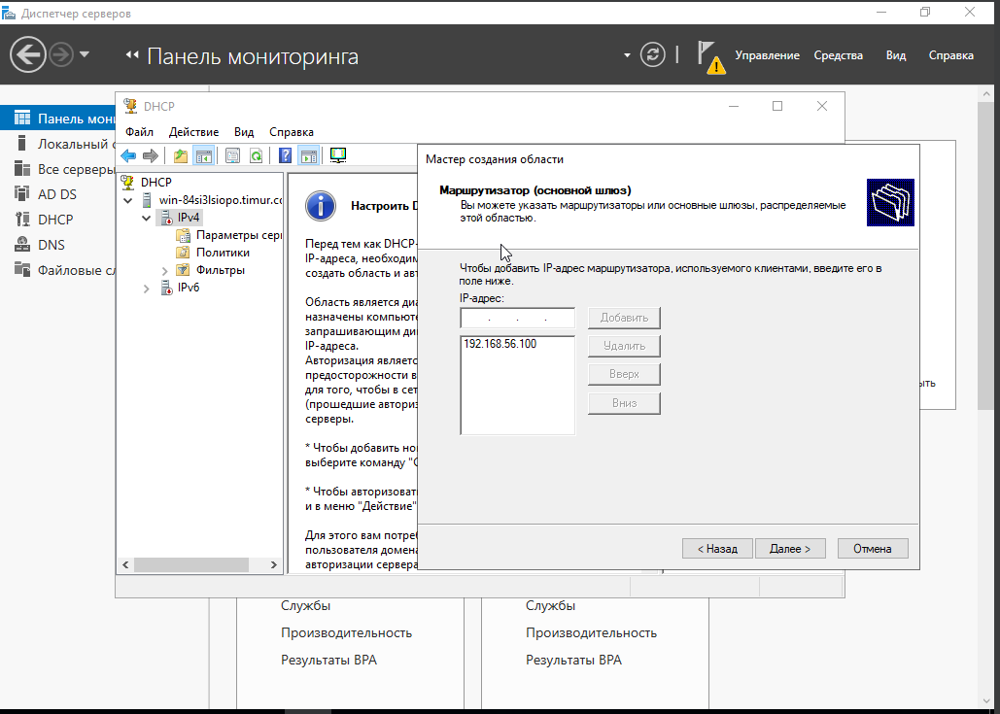 Диспетчер серверов
Панель мониторинга
Управление Средства Вид Справка
Панель мони
Локальный с
Все серверы
AD DS
DHCP
DNS
Файловые сл
DHCP
Файл Действие Вид Справка
DHCP
win-84si3lsiopo.timur.co
IPv4
Параметры сер
Политики
Фильтры
IPv6
Настроить D
Перед тем как DHCP-
IP-адреса, необходим
создать область и авт
Область является диа
назначены компьюте
запрашивающим дин
IP-адреса.
Авторизация являетс
предосторожности в
для того, чтобы в сет
(прошедшие авториз
серверы.
* Чтобы добавить нов
выберите команду "С
* Чтобы авторизоват
и в меню "Действие"
Для этого вам потреб
пользователя домена
авторизации сервера
Мастер создания области
Маршрутизатор (основной шлюз)
Вы можете указать маршрутизаторы или основные шлюзы, распределяемые
этой областью.
Чтобы добавить IP-адрес маршрутизатора, используемого клиентами, введите его в
поле ниже.
IP-адрес:
. . .
Добавить
192.168.56.100
Удалить
Вверх
Вниз
< Назад Далее > Отмена
ыть
Службы
Производительность
Результаты BPA
Службы
Производительность
Результаты BPA